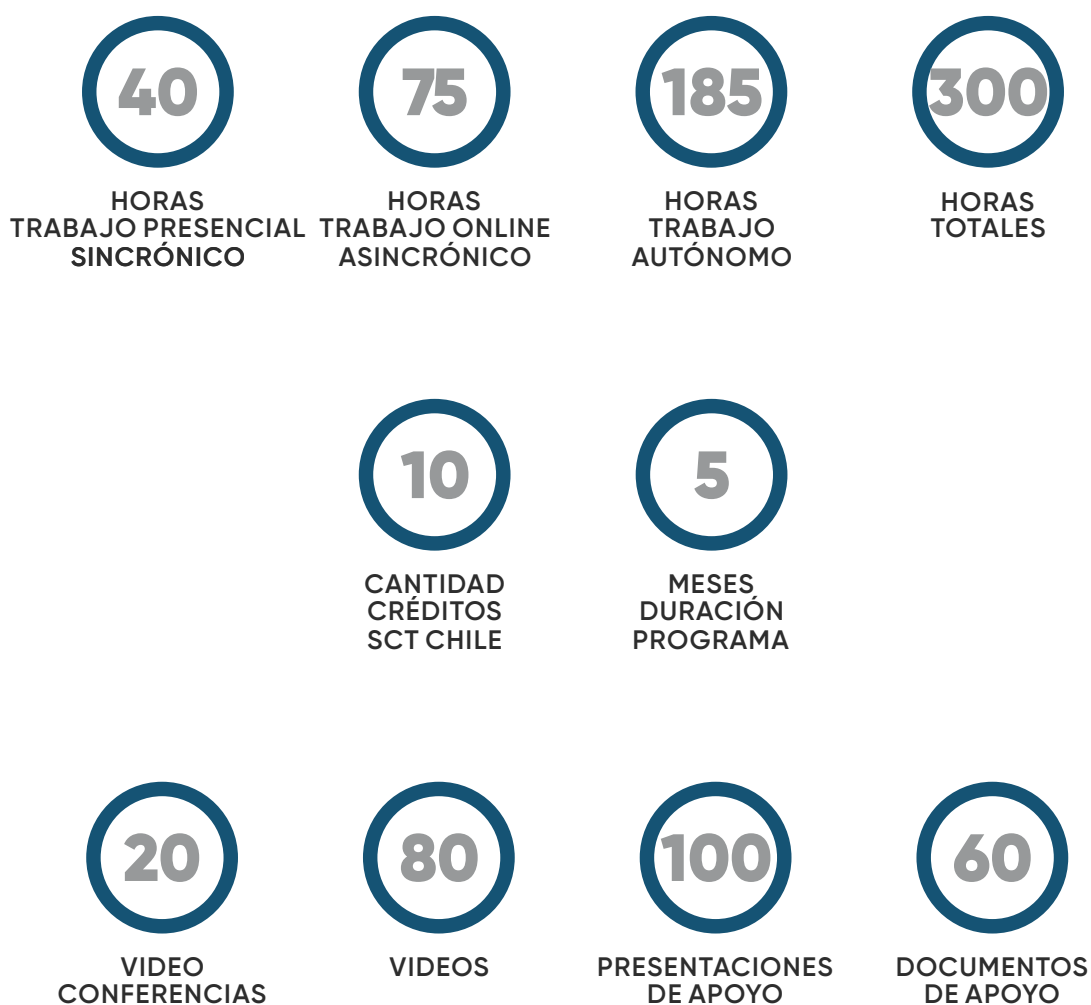 40
HORAS
TRABAJO PRESENCIAL
SINCRÓNICO
75
HORAS
TRABAJO ONLINE
ASINCRÓNICO
185
HORAS
TRABAJO
AUTÓNOMO
300
HORAS
TOTALES
10
CANTIDAD
CRÉDITOS
SCT CHILE
5
MESES
DURACIÓN
PROGRAMA
20
VIDEO
CONFERENCIAS
80
VIDEOS
100
PRESENTACIONES
DE APOYO
60
DOCUMENTOS
DE APOYO